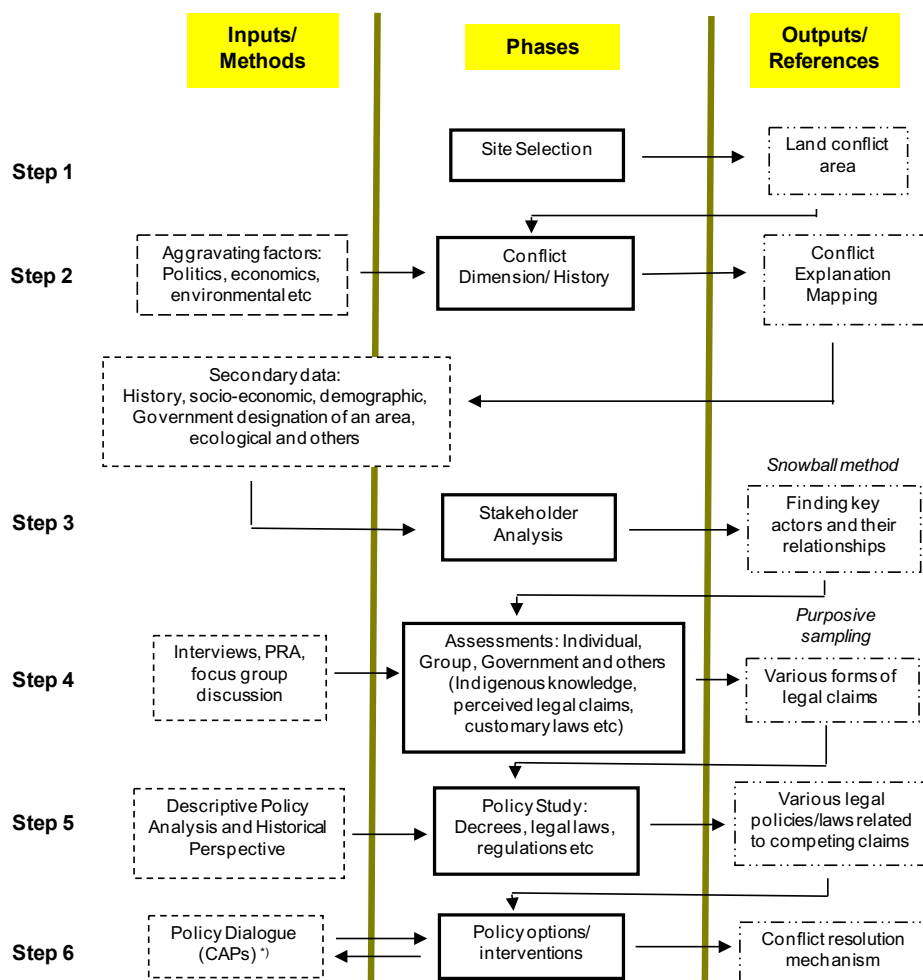 Inputs/
Methods
Phases
Outputs/
References
Step 1
Site Selection
Land conflict
area
Step 2
Aggravating factors:
Politics, economics,
environmental etc
Conflict
Dimension/ History
Conflict
Explanation
Mapping
Secondary data:
History, socio-economic, demographic,
Government designation of an area,
ecological and others
Snowball method
Step 3
Stakeholder
Analysis
Finding key
actors and their
relationships
Purposive
sampling
Step 4
Interviews, PRA,
focus group
discussion
Assessments: Individual,
Group, Government and others
(Indigenous knowledge,
perceived legal claims,
customary laws etc)
Various forms of
legal claims
Step 5
Descriptive Policy
Analysis and Historical
Perspective
Policy Study:
Decrees, legal laws,
regulations etc
Various legal
policies/laws related
to competing claims
Step 6
Policy Dialogue
(CAPs) *)
Policy options/
interventions
Conflict resolution
mechanism